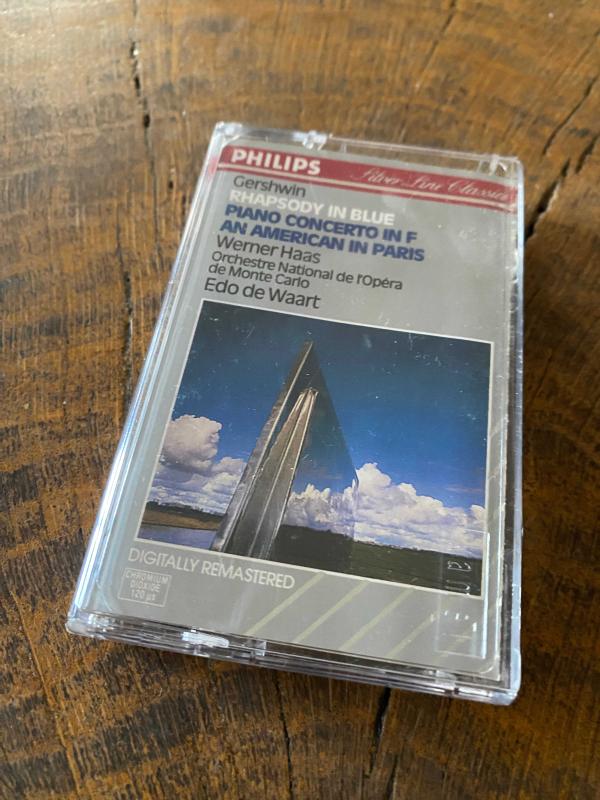 PHILIPS Silver Line Classics
Gershwin
RHAPSODY IN BLUE
PIANO CONCERTO IN F
AN AMERICAN IN PARIS
Werner Haas
Orchestre National de l'Opéra
de Monte Carlo
Edo de Waart
DIGITALLY REMASTERED
CHROMIUM
DIOXIDE
120 µs